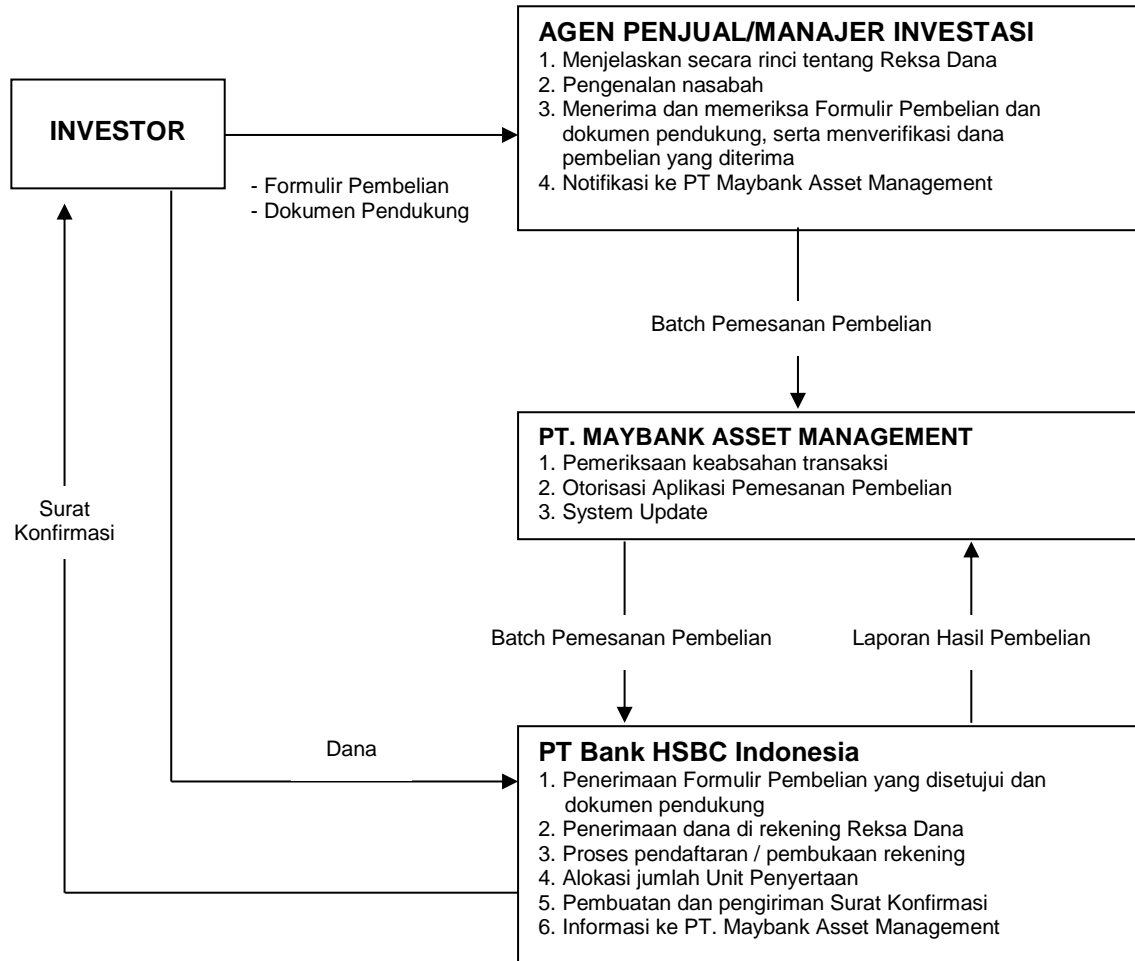 AGEN PENJUAL/MANAJER INVESTASI
1. Menjelaskan secara rinci tentang Reksa Dana
2. Pengenalan nasabah
3. Menerima dan memeriksa Formulir Pembelian dan
dokumen pendukung, serta menverifikasi dana
pembelian yang diterima
4. Notifikasi ke PT Maybank Asset Management
INVESTOR
- Formulir Pembelian
- Dokumen Pendukung
Batch Pemesanan Pembelian
PT. MAYBANK ASSET MANAGEMENT
1. Pemeriksaan keabsahan transaksi
2. Otorisasi Aplikasi Pemesanan Pembelian
3. System Update
Surat
Konfirmasi
Batch Pemesanan Pembelian
Laporan Hasil Pembelian
Dana
PT Bank HSBC Indonesia
1. Penerimaan Formulir Pembelian yang disetujui dan
dokumen pendukung
2. Penerimaan dana di rekening Reksa Dana
3. Proses pendaftaran / pembukaan rekening
4. Alokasi jumlah Unit Penyertaan
5. Pembuatan dan pengiriman Surat Konfirmasi
6. Informasi ke PT. Maybank Asset Management